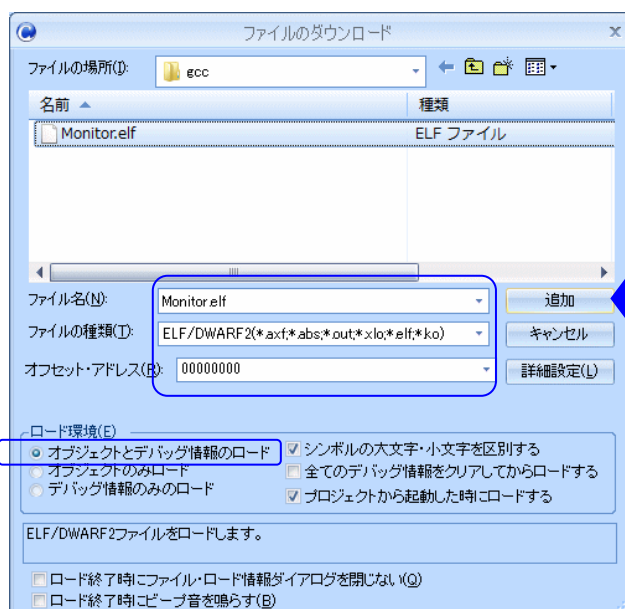 ファイルのダウンロード
ファイルの場所(I):
gcc
名前
種類
Monitor.elf
ELF ファイル
ファイル名(N):
Monitor.elf
追加
ファイルの種類(T):
ELF/DWARF2(*.axf;*.abs;*.out;*.xlo;*.elf;*.ko)
キャンセル
オフセット・アドレス(R):
00000000
詳細設定(L)
ロード環境(E)
オブジェクトとデバッグ情報のロード
シンボルの大文字・小文字を区別する
オブジェクトのみロード
全てのデバッグ情報をクリアしてからロードする
デバッグ情報のみのロード
プロジェクトから起動した時にロードする
ELF/DWARF2ファイルをロードします。
ロード終了時にファイル・ロード情報ダイアログを閉じない(Q)
ロード終了時にビープ音を鳴らす(B)